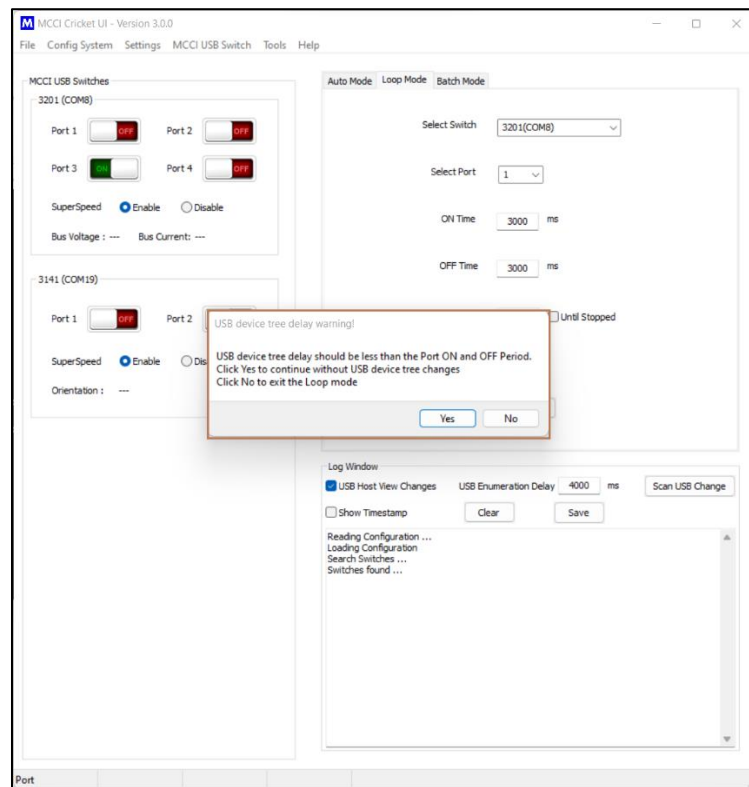 M MCCI Cricket UI - Version 3.0.0
File Config System Settings MCCI USB Switch Tools Help
MCCI USB Switches
3201 (COM8)
Port 1 OFF Port 2 OFF
Port 3 ON Port 4 OFF
SuperSpeed Enable Disable
Bus Voltage : --- Bus Current: ---
3141 (COM19)
Port 1 OFF Port 2
SuperSpeed Enable Dis
Orientation : ---
Auto Mode Loop Mode Batch Mode
Select Switch 3201(COM8)
Select Port 1
ON Time 3000 ms
OFF Time 3000 ms
Until Stopped
USB device tree delay warning!
USB device tree delay should be less than the Port ON and OFF Period.
Click Yes to continue without USB device tree changes
Click No to exit the Loop mode
Yes No
Log Window
USB Host View Changes USB Enumeration Delay 4000 ms Scan USB Change
Show Timestamp Clear Save
Reading Configuration ...
Loading Configuration
Search Switches ...
Switches found ...
Port